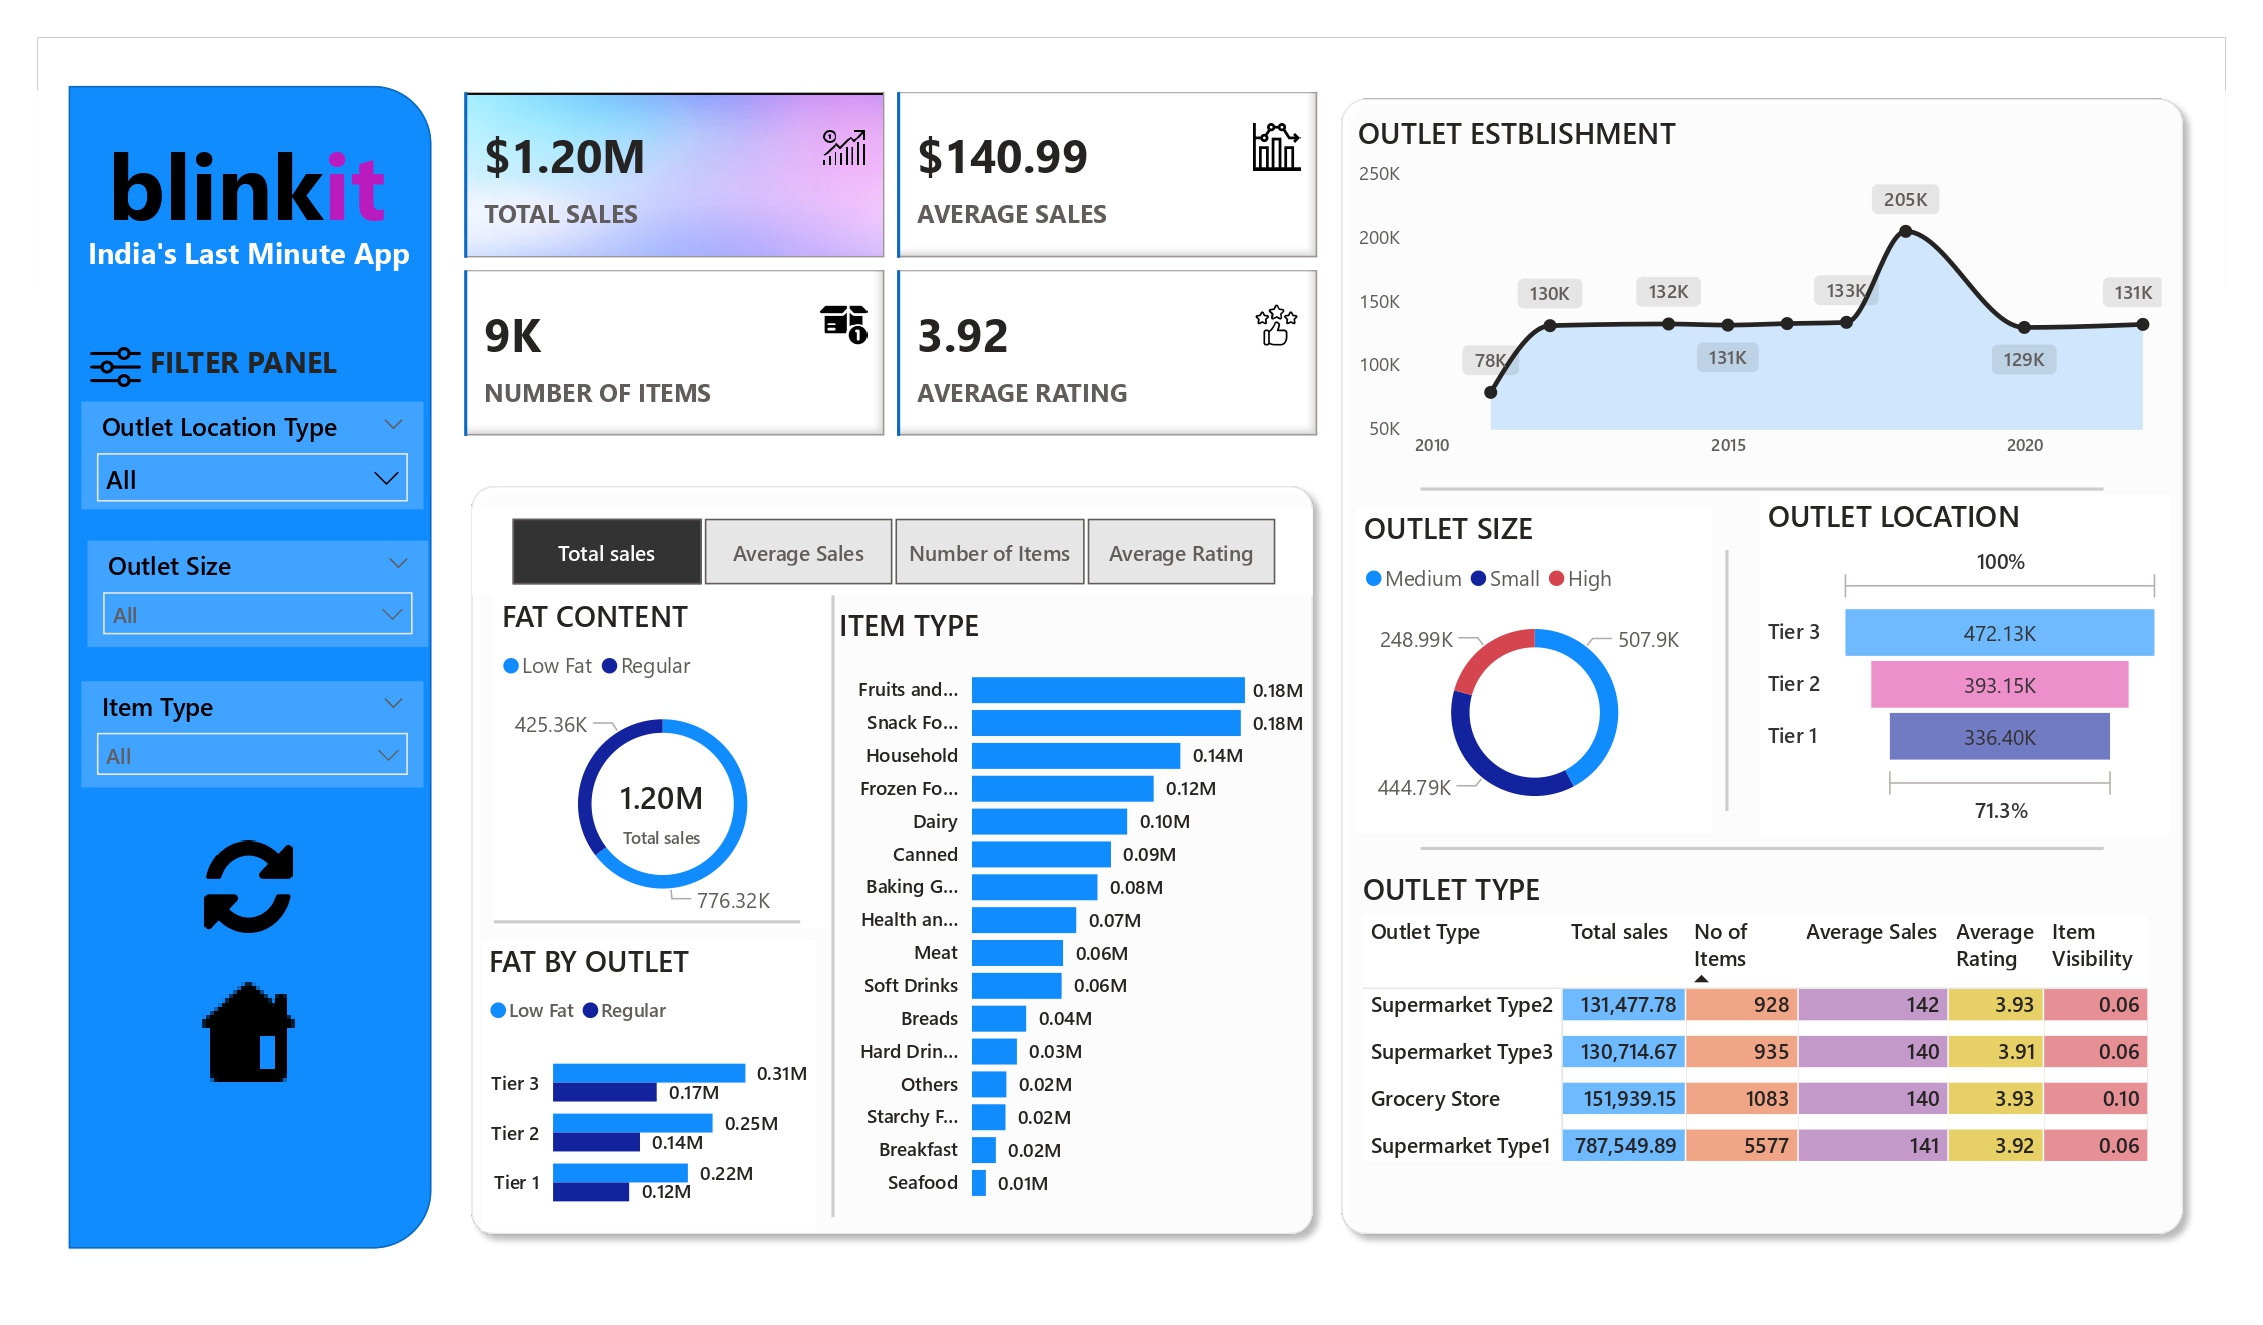 blinkit
India's Last Minute App
FILTER PANEL
Outlet Location Type
All
Outlet Size
All
Item Type
All
$1.20M
TOTAL SALES
$140.99
AVERAGE SALES
9K
NUMBER OF ITEMS
3.92
AVERAGE RATING
Total sales
Average Sales
Number of Items
Average Rating
FAT CONTENT
Low Fat
Regular
425.36K
1.20M
Total sales
776.32K
FAT BY OUTLET
Low Fat
Regular
Tier 3
0.31M
0.17M
Tier 2
0.25M
0.14M
Tier 1
0.22M
0.12M
ITEM TYPE
Fruits and... 0.18M
Snack Fo... 0.18M
Household 0.14M
Frozen Fo... 0.12M
Dairy 0.10M
Canned 0.09M
Baking G... 0.08M
Health an... 0.07M
Meat 0.06M
Soft Drinks 0.06M
Breads 0.04M
Hard Drin... 0.03M
Others 0.02M
Starchy F... 0.02M
Breakfast 0.02M
Seafood 0.01M
OUTLET ESTBLISHMENT
250K
200K
150K
100K
50K
78K
130K
132K
131K
133K
205K
129K
131K
2010
2015
2020
OUTLET SIZE
Medium
Small
High
248.99K
507.9K
444.79K
OUTLET LOCATION
100%
Tier 3 472.13K
Tier 2 393.15K
Tier 1 336.40K
71.3%
OUTLET TYPE
Outlet Type Total sales No of Average Sales Average Item
Items Rating Visibility
Supermarket Type2 131,477.78 928 142 3.93 0.06
Supermarket Type3 130,714.67 935 140 3.91 0.06
Grocery Store 151,939.15 1083 140 3.93 0.10
Supermarket Type1 787,549.89 5577 141 3.92 0.06